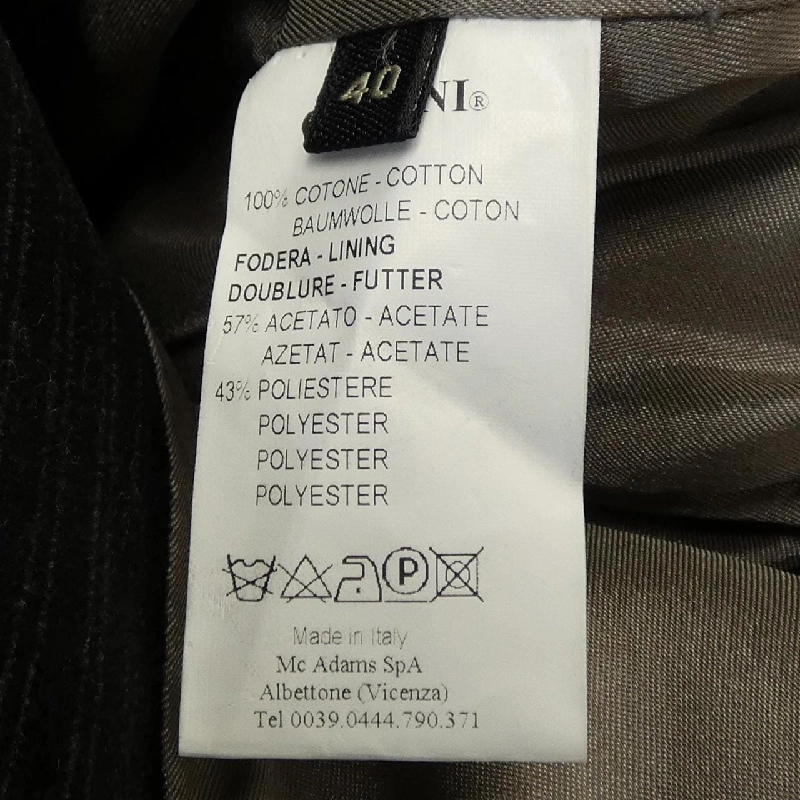 40
NI®
100% COTONE - COTTON
BAUMWOLLE - COTON
FODERA - LINING
DOUBLURE - FUTTER
57% ACETATO - ACETATE
AZETAT - ACETATE
43% POLIESTERE
POLYESTER
POLYESTER
POLYESTER
P
Made in Italy
Mc Adams SpA
Albettone (Vicenza)
Tel 0039.0444.790.371